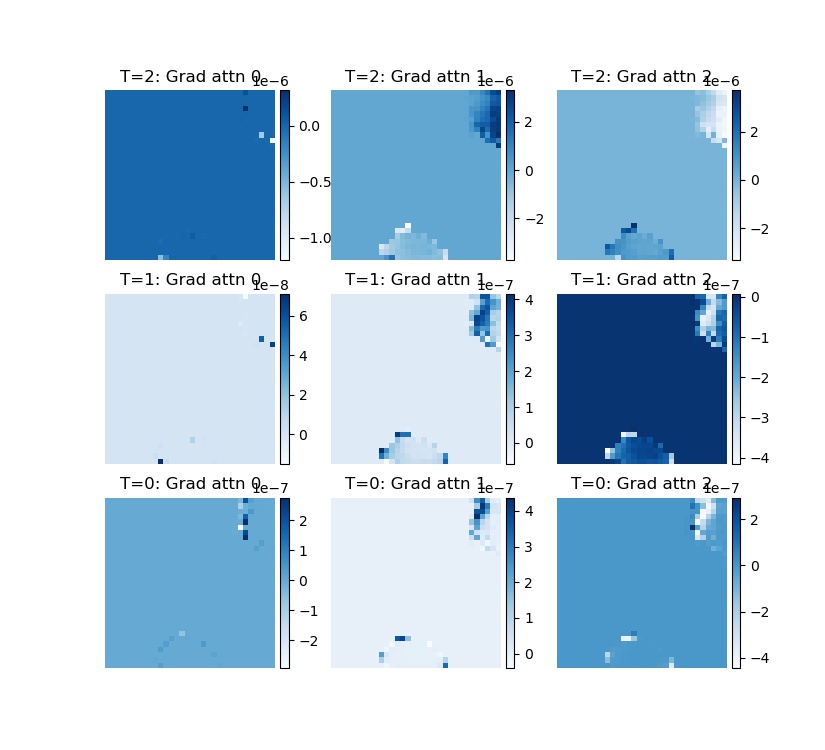 T=2: Grad attn 0
1e−6
T=2: Grad attn 1
1e−6
T=2: Grad attn 2
1e−6
0.0
−0.5
−1.0
2
0
−2
2
0
−2
T=1: Grad attn 0
1e−8
T=1: Grad attn 1
1e−7
T=1: Grad attn 2
1e−7
6
4
2
0
4
3
2
1
0
0
−1
−2
−3
−4
T=0: Grad attn 0
1e−7
T=0: Grad attn 1
1e−7
T=0: Grad attn 2
1e−7
2
1
0
−1
−2
4
3
2
1
0
2
0
−2
−4